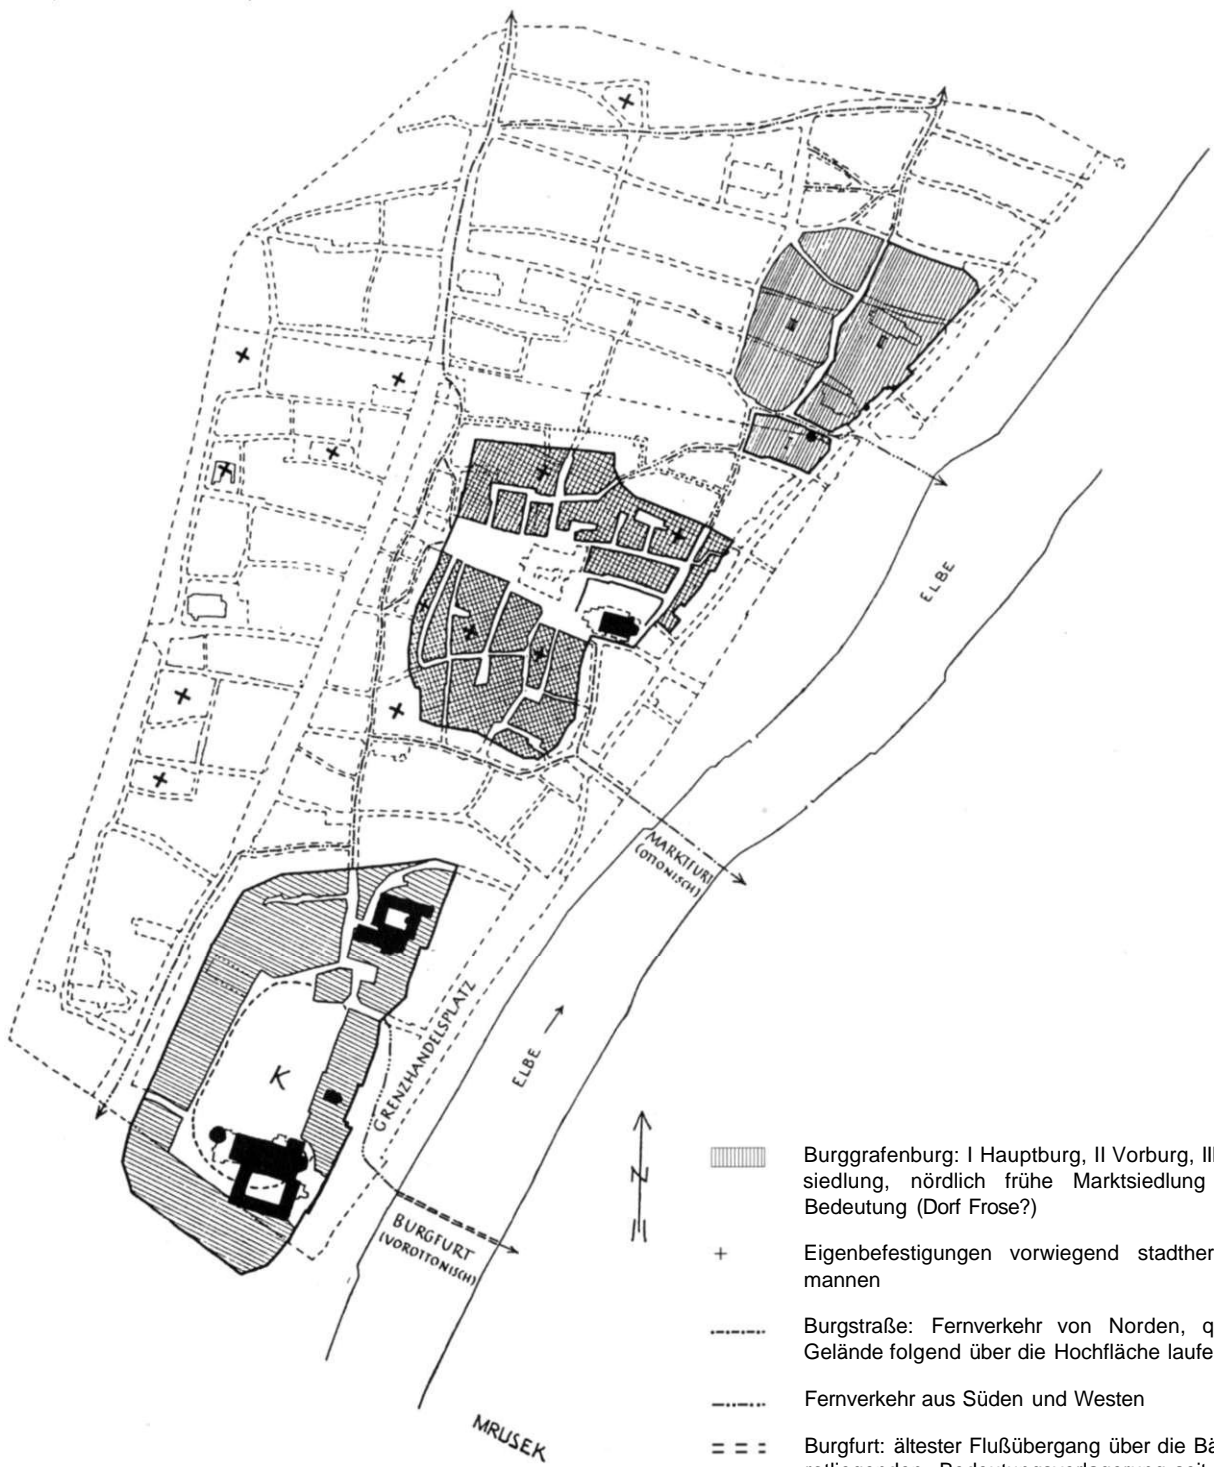 ELBE
MARKTFURT
(OTTONISCH)
GRENZHANDELSPLATZ
ELBE
K
BURGFURT
(VOROTTONISCH)
N
MRUSEK
I
II
III
Burggrafenburg: I Hauptburg, II Vorburg, III
siedlung, nördlich frühe Marktsiedlung
Bedeutung (Dorf Frose?)
+ Eigenbefestigungen vorwiegend stadther
mannen
Burgstraße: Fernverkehr von Norden, q
Gelände folgend über die Hochfläche laufe
Fernverkehr aus Süden und Westen
Burgfurt: ältester Flußübergang über die Bä